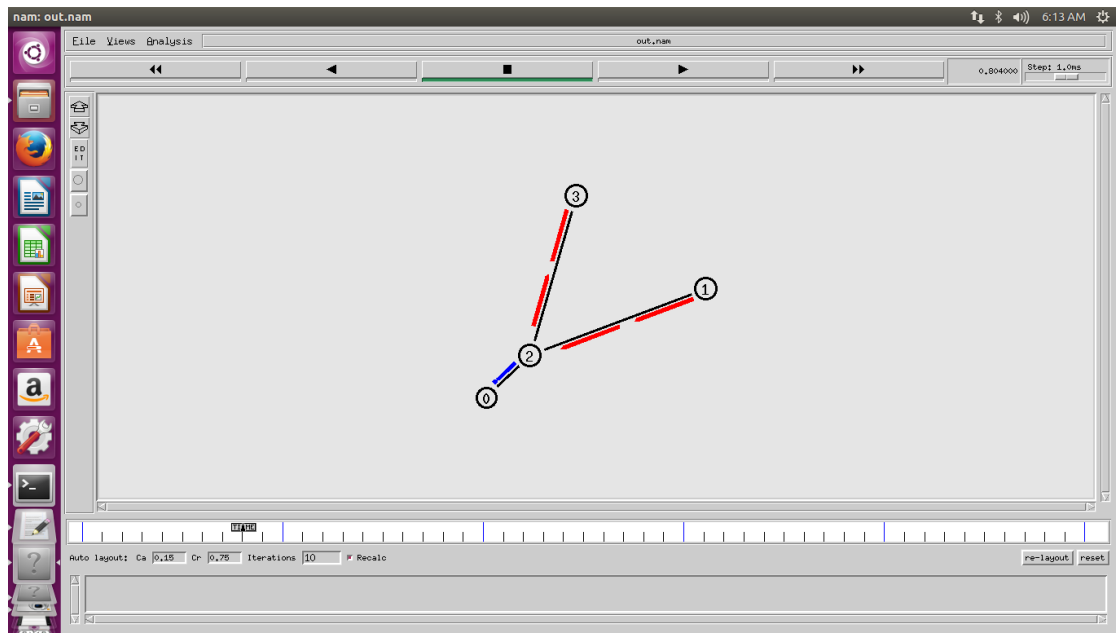 nam: out.nam
6:13 AM
File Views Analysis
out.nam
0.804000
Step: 1.0ms
ED
IT
3
1
2
0
TIME
Auto layout: Ca 0.15 Cr 0.75 Iterations 10 Recalc
re-layout reset